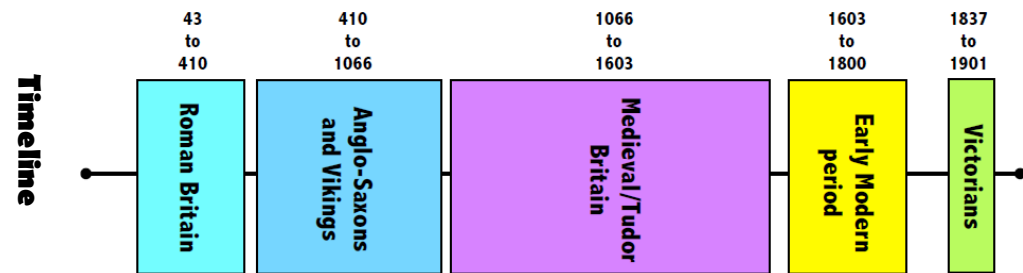 Timeline
43
to
410
Roman Britain
410
to
1066
Anglo-Saxons
and Vikings
1066
to
1603
Medieval/Tudor
Britain
1603
to
1800
Early Modern
period
1837
to
1901
Victorians